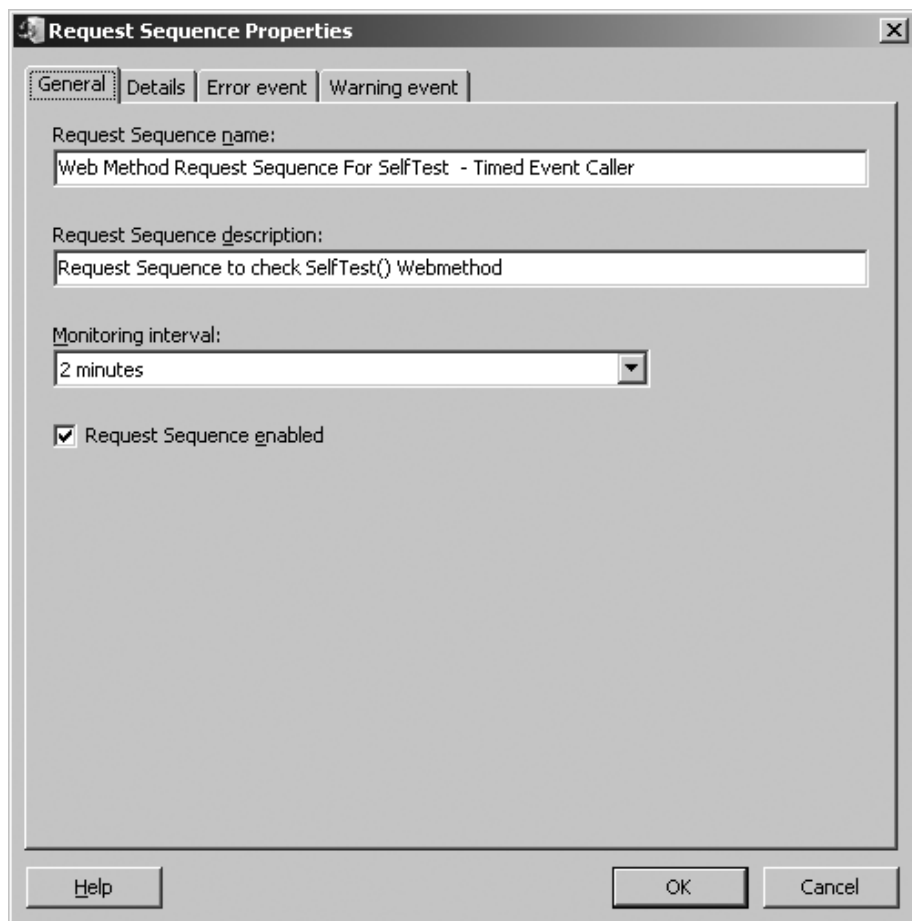 Request Sequence Properties
General Details Error event Warning event
Request Sequence name:
Web Method Request Sequence For SelfTest  - Timed Event Caller
Request Sequence description:
Request Sequence to check SelfTest() Webmethod
Monitoring interval:
2 minutes
Request Sequence enabled
Help OK Cancel